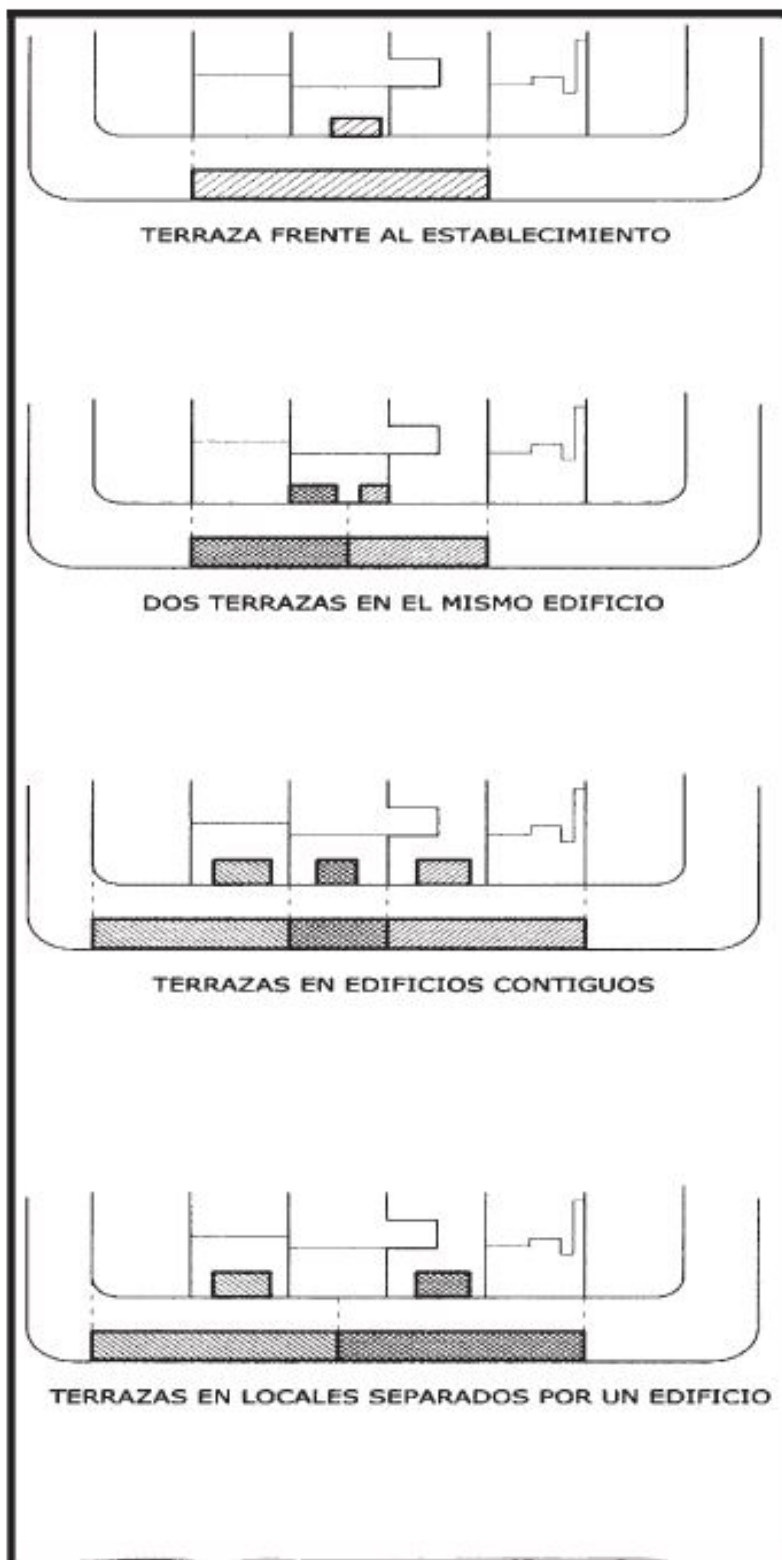 TERRAZA FRENTE AL ESTABLECIMIENTO
DOS TERRAZAS EN EL MISMO EDIFICIO
TERRAZAS EN EDIFICIOS CONTIGUOS
TERRAZAS EN LOCALES SEPARADOS POR UN EDIFICIO